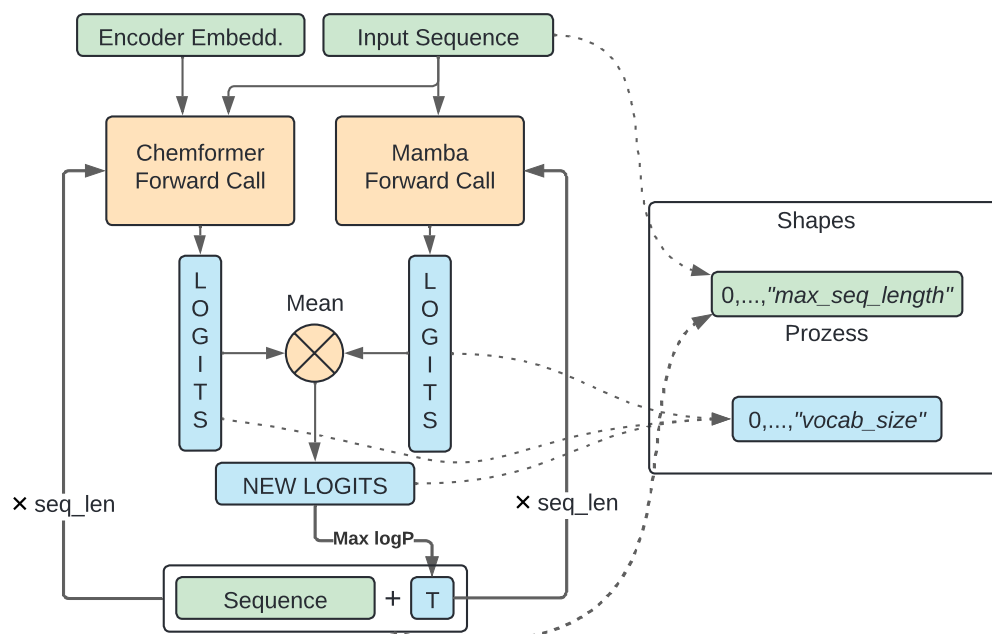 Encoder Embedd.
Input Sequence
Chemformer
Forward Call
Mamba
Forward Call
Shapes
L
O
G
I
T
S
L
O
G
I
T
S
Mean
0,...,"max_seq_length"
Prozess
0,...,"vocab_size"
NEW LOGITS
× seq_len
× seq_len
Max logP
Sequence
+
T